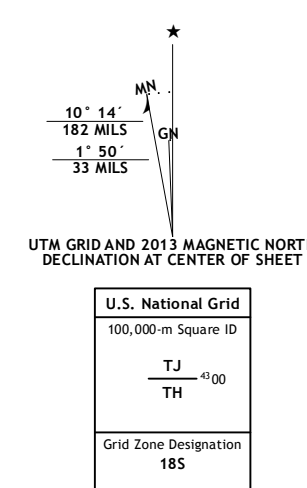 ★
MN
GN
10° 14´
182 MILS
1° 50´
33 MILS
UTM GRID AND 2013 MAGNETIC NORT
DECLINATION AT CENTER OF SHEET
U.S. National Grid
100,000-m Square ID
TJ
4300
TH
Grid Zone Designation
18S